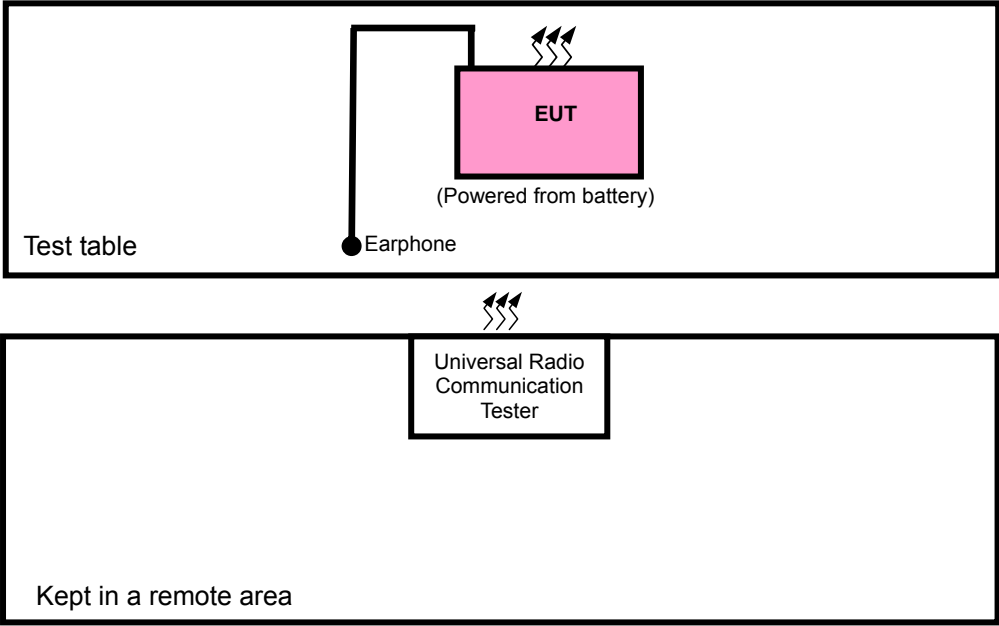 EUT
(Powered from battery)
Earphone
Test table
Universal Radio
Communication
Tester
Kept in a remote area